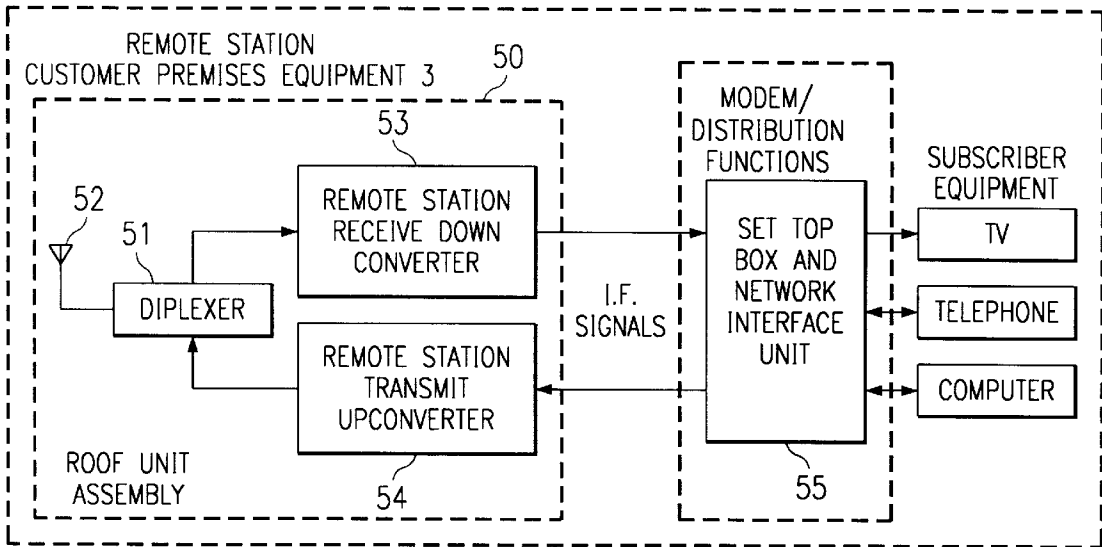 REMOTE STATION
CUSTOMER PREMISES EQUIPMENT 3
50
53
REMOTE STATION
RECEIVE DOWN
CONVERTER
52
51
DIPLEXER
REMOTE STATION
TRANSMIT
UPCONVERTER
54
ROOF UNIT
ASSEMBLY
I.F.
SIGNALS
MODEM/
DISTRIBUTION
FUNCTIONS
SET TOP
BOX AND
NETWORK
INTERFACE
UNIT
55
SUBSCRIBER
EQUIPMENT
TV
TELEPHONE
COMPUTER